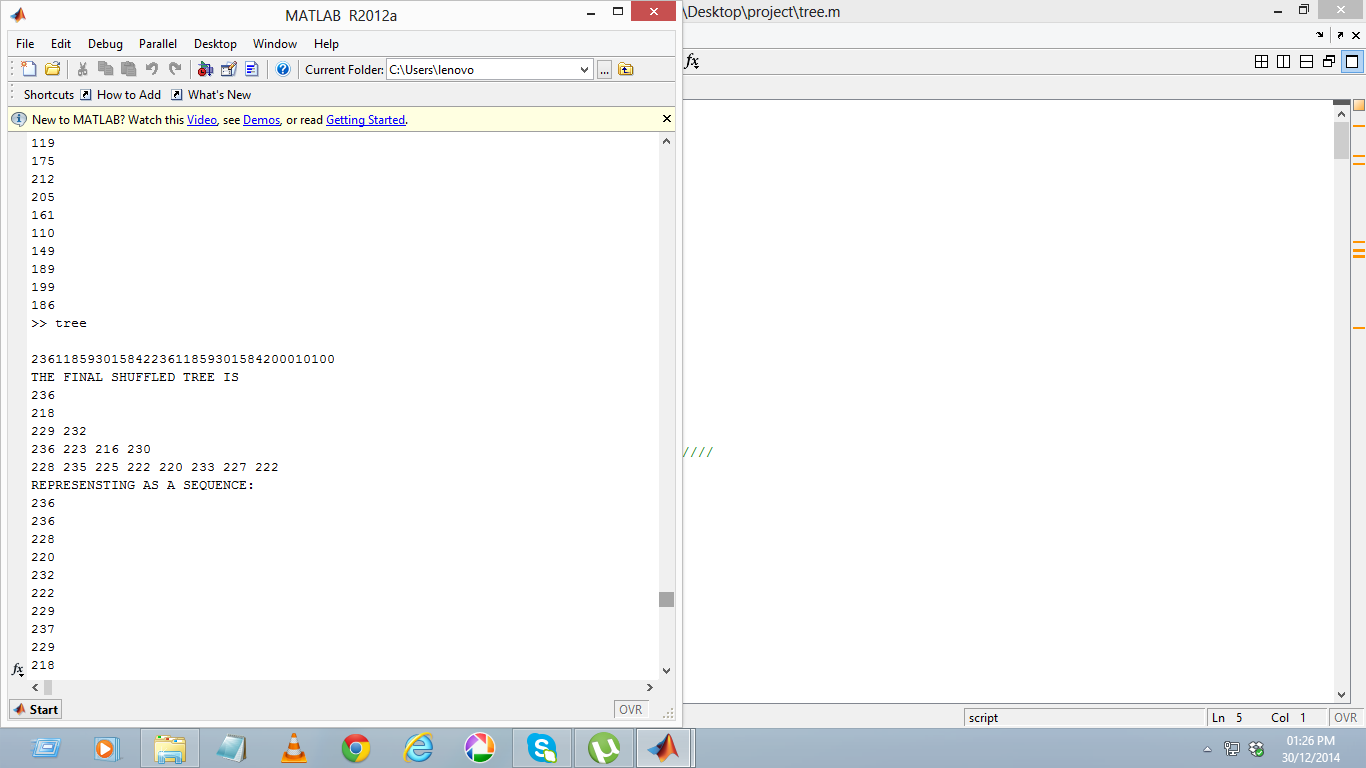 MATLAB R2012a
\Desktop\project\tree.m
File Edit Debug Parallel Desktop Window Help
Current Folder: C:\Users\lenovo
...
Shortcuts How to Add What's New
New to MATLAB? Watch this Video, see Demos, or read Getting Started.
119
175
212
205
161
110
149
189
199
186
>> tree
23611859301584223611859301584200010100
THE FINAL SHUFFLED TREE IS
236
218
229 232
236 223 216 230
228 235 225 222 220 233 227 222
REPRESENSTING AS A SEQUENCE:
236
236
228
220
232
222
229
237
229
218
fx
////
fx
Start
OVR
script
Ln 5 Col 1
OVR
01:26 PM
30/12/2014